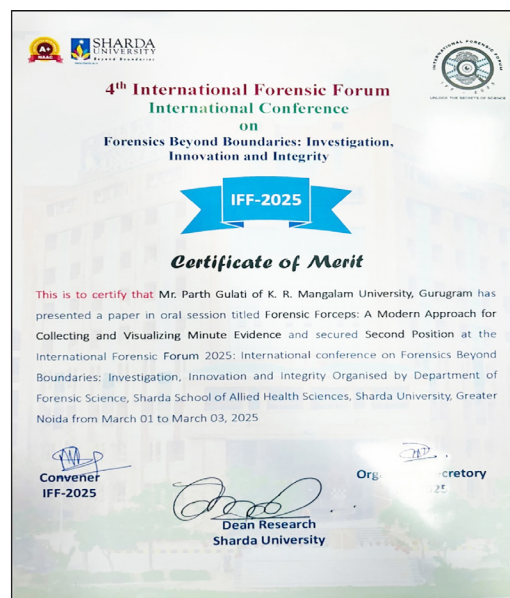 A+
NAAC
SHARDA
UNIVERSITY
Beyond Boundaries
INTERNATIONAL FORENSIC FORUM
IFF - 2025
UNLOCK THE SECRETS OF SCIENCE
4th International Forensic Forum
International Conference
on
Forensics Beyond Boundaries: Investigation,
Innovation and Integrity
IFF-2025
Certificate of Merit
This is to certify that Mr. Parth Gulati of K. R. Mangalam University, Gurugram has
presented a paper in oral session titled Forensic Forceps: A Modern Approach for
Collecting and Visualizing Minute Evidence and secured Second Position at the
International Forensic Forum 2025: International conference on Forensics Beyond
Boundaries: Investigation, Innovation and Integrity Organised by Department of
Forensic Science, Sharda School of Allied Health Sciences, Sharda University, Greater
Noida from March 01 to March 03, 2025
Convener
IFF-2025
Dean Research
Sharda University
Org cretory
25